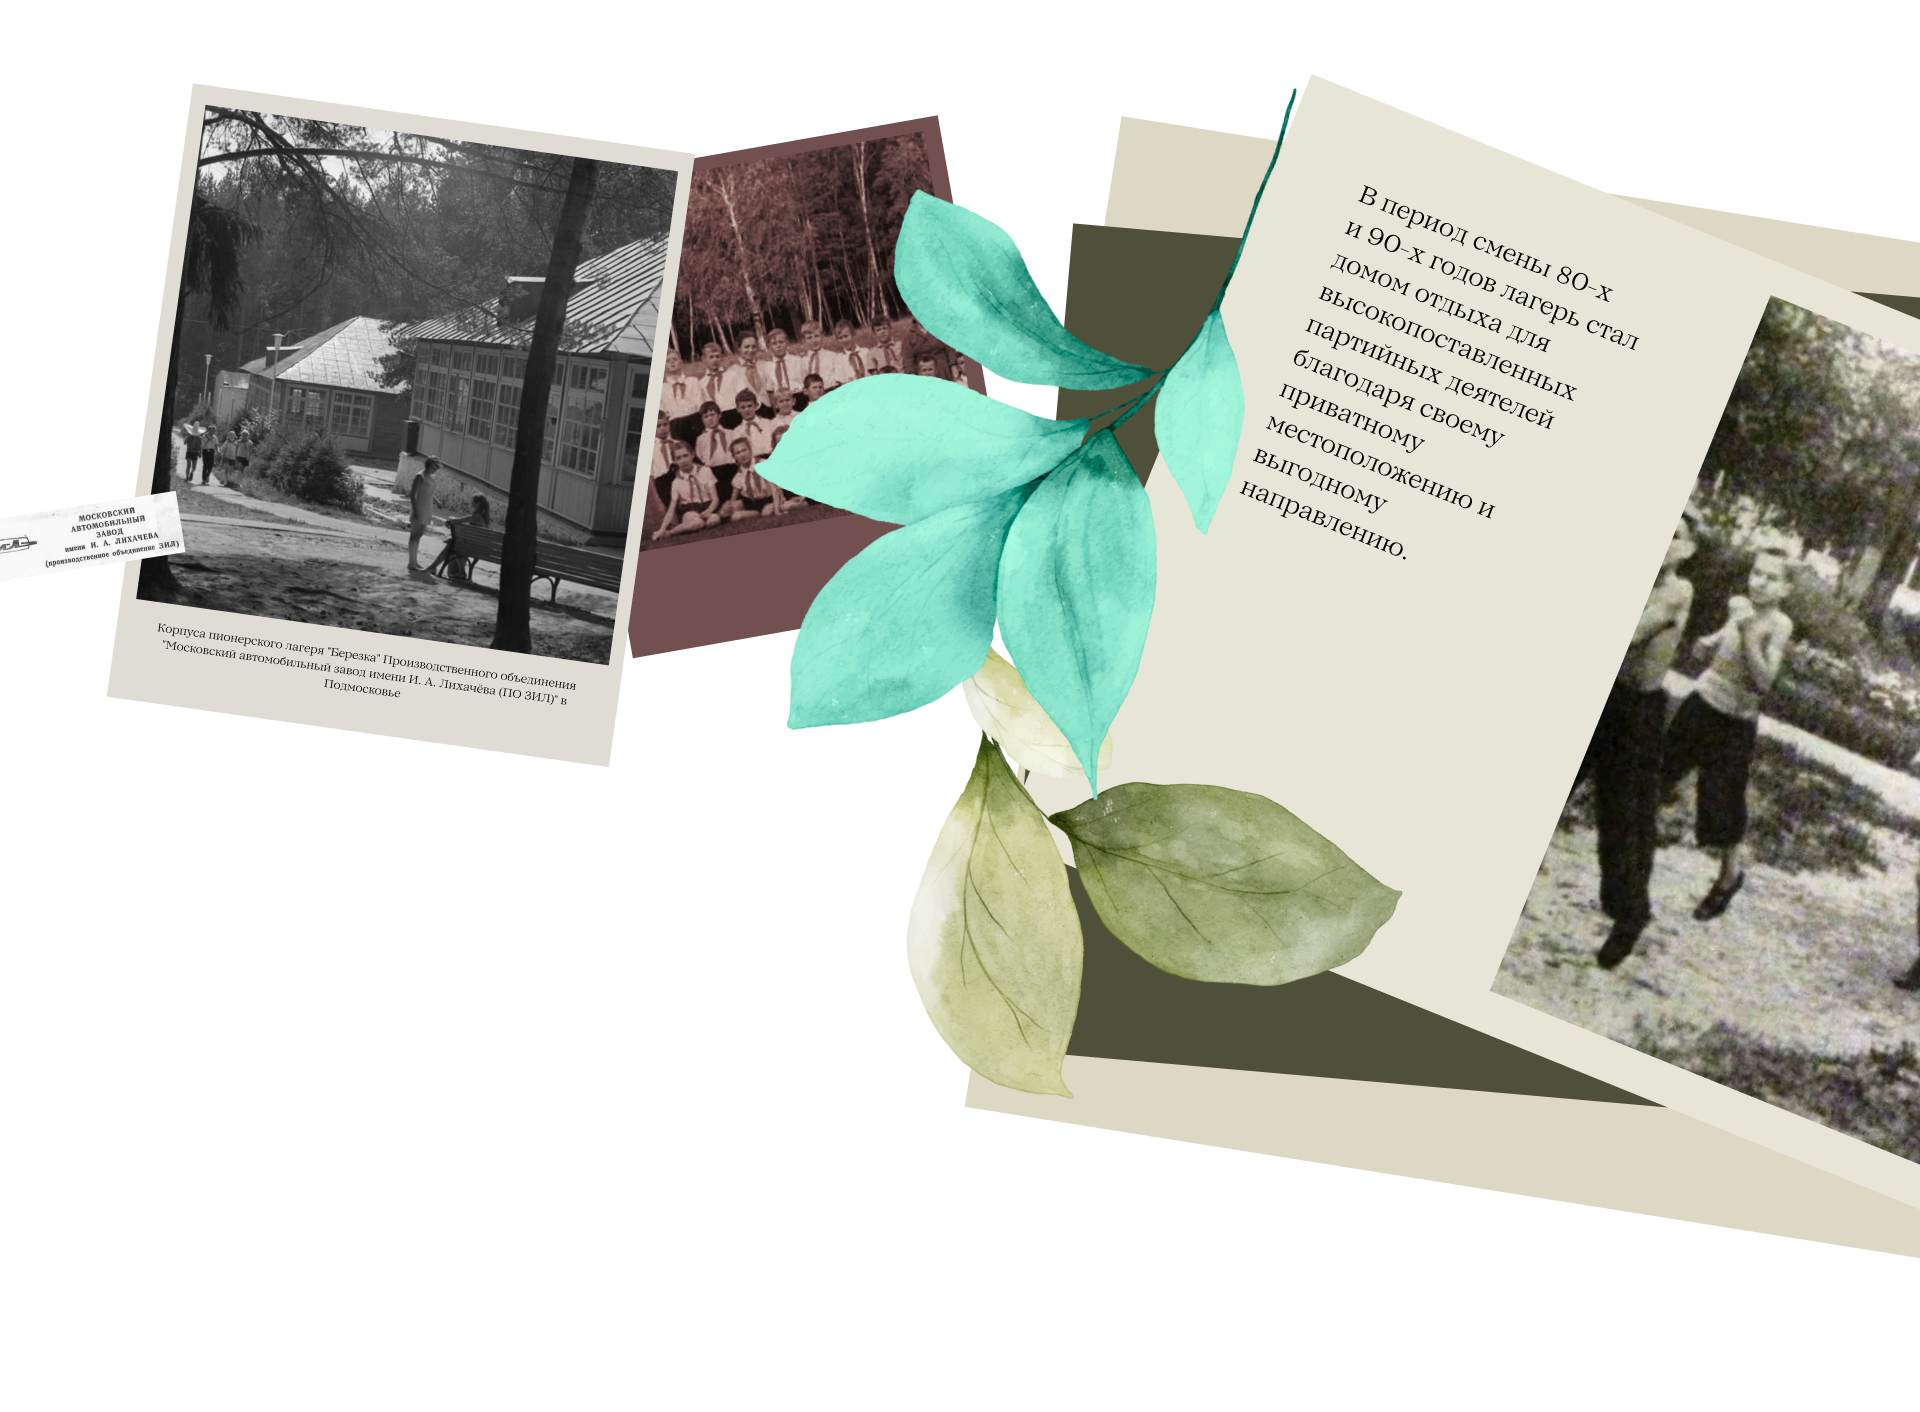 МОСКОВСКИЙ
АВТОМОБИЛЬНЫЙ
ЗАВОД
имени И. А. ЛИХАЧЕВА
(производственное объединение ЗИЛ)
Корпуса пионерского лагеря "Березка" Производственного объединения
"Московский автомобильный завод имени И. А. Лихачёва (ПО ЗИЛ)" в
Подмосковье
В период смены 80-х
и 90-х годов лагерь стал
домом отдыха для
высокопоставленных
партийных деятелей
благодаря своему
приватному
местоположению и
выгодному
направлению.